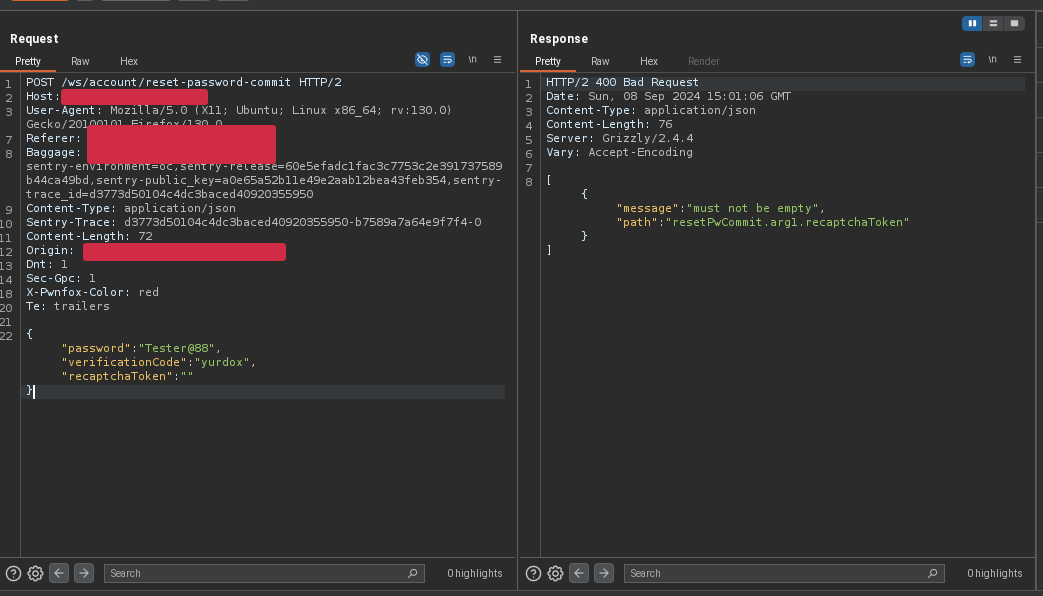 Request
Pretty Raw Hex
\n
1 POST /ws/account/reset-password-commit HTTP/2
2 Host:
3 User-Agent: Mozilla/5.0 (X11; Ubuntu; Linux x86_64; rv:130.0)
Gecko/20100101 Firefox/130.0
7 Referer:
8 Baggage:
sentry-environment=oc,sentry-release=60e5efadc1fac3c7753c2e391737589
b44ca49bd,sentry-public_key=a0e65a52b11e49e2aab12bea43feb354,sentry-
trace_id=d3773d50104c4dc3baced40920355950
9 Content-Type: application/json
10 Sentry-Trace: d3773d50104c4dc3baced40920355950-b7589a7a64e9f7f4-0
11 Content-Length: 72
12 Origin:
13 Dnt: 1
14 Sec-Gpc: 1
18 X-Pwnfox-Color: red
20 Te: trailers
21
22 {
"password":"Tester@88",
"verificationCode":"yurdox",
"recaptchaToken":""
}
Search 0 highlights
Response
Pretty Raw Hex Render
\n
1 HTTP/2 400 Bad Request
2 Date: Sun, 08 Sep 2024 15:01:06 GMT
3 Content-Type: application/json
4 Content-Length: 76
5 Server: Grizzly/2.4.4
6 Vary: Accept-Encoding
7
8 [
{
"message":"must not be empty",
"path":"resetPwCommit.arg1.recaptchaToken"
}
]
Search 0 highlights